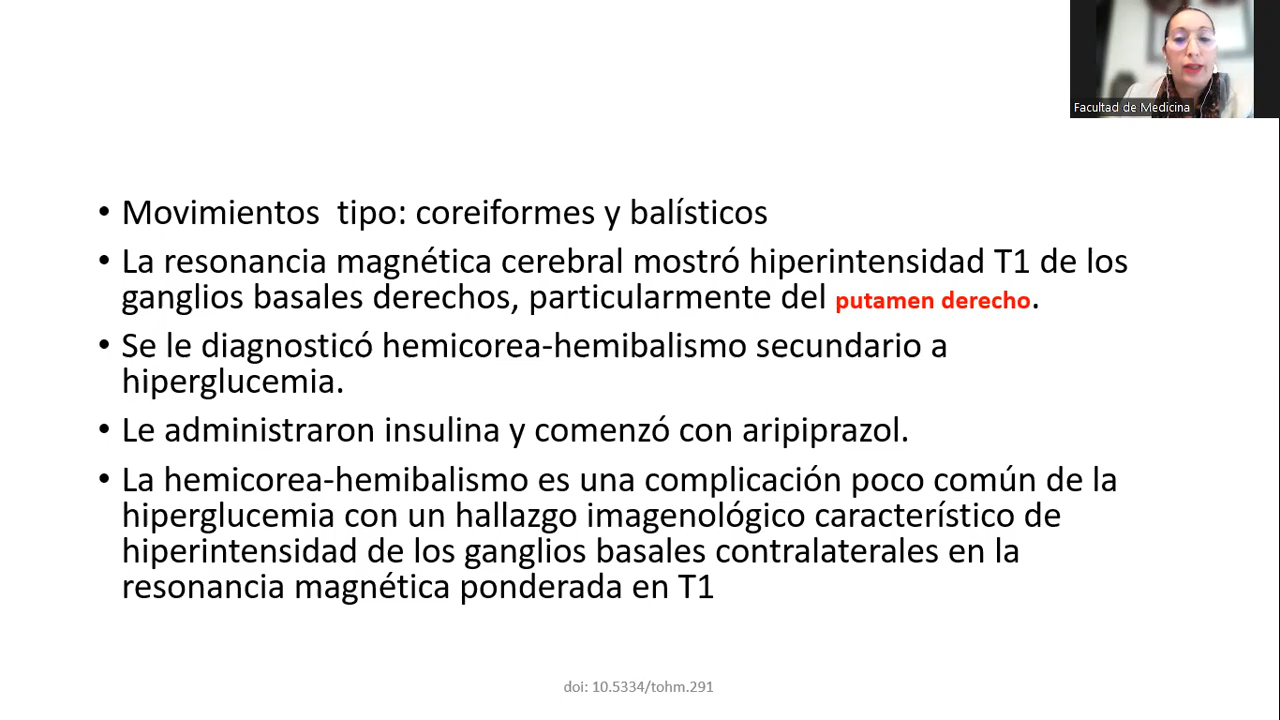 Facultad de Medicina
• Movimientos  tipo: coreiformes y balísticos
• La resonancia magnética cerebral mostró hiperintensidad T1 de los
ganglios basales derechos, particularmente del putamen derecho.
• Se le diagnosticó hemicorea-hemibalismo secundario a
hiperglucemia.
• Le administraron insulina y comenzó con aripiprazol.
• La hemicorea-hemibalismo es una complicación poco común de la
hiperglucemia con un hallazgo imagenológico característico de
hiperintensidad de los ganglios basales contralaterales en la
resonancia magnética ponderada en T1
doi: 10.5334/tohm.291